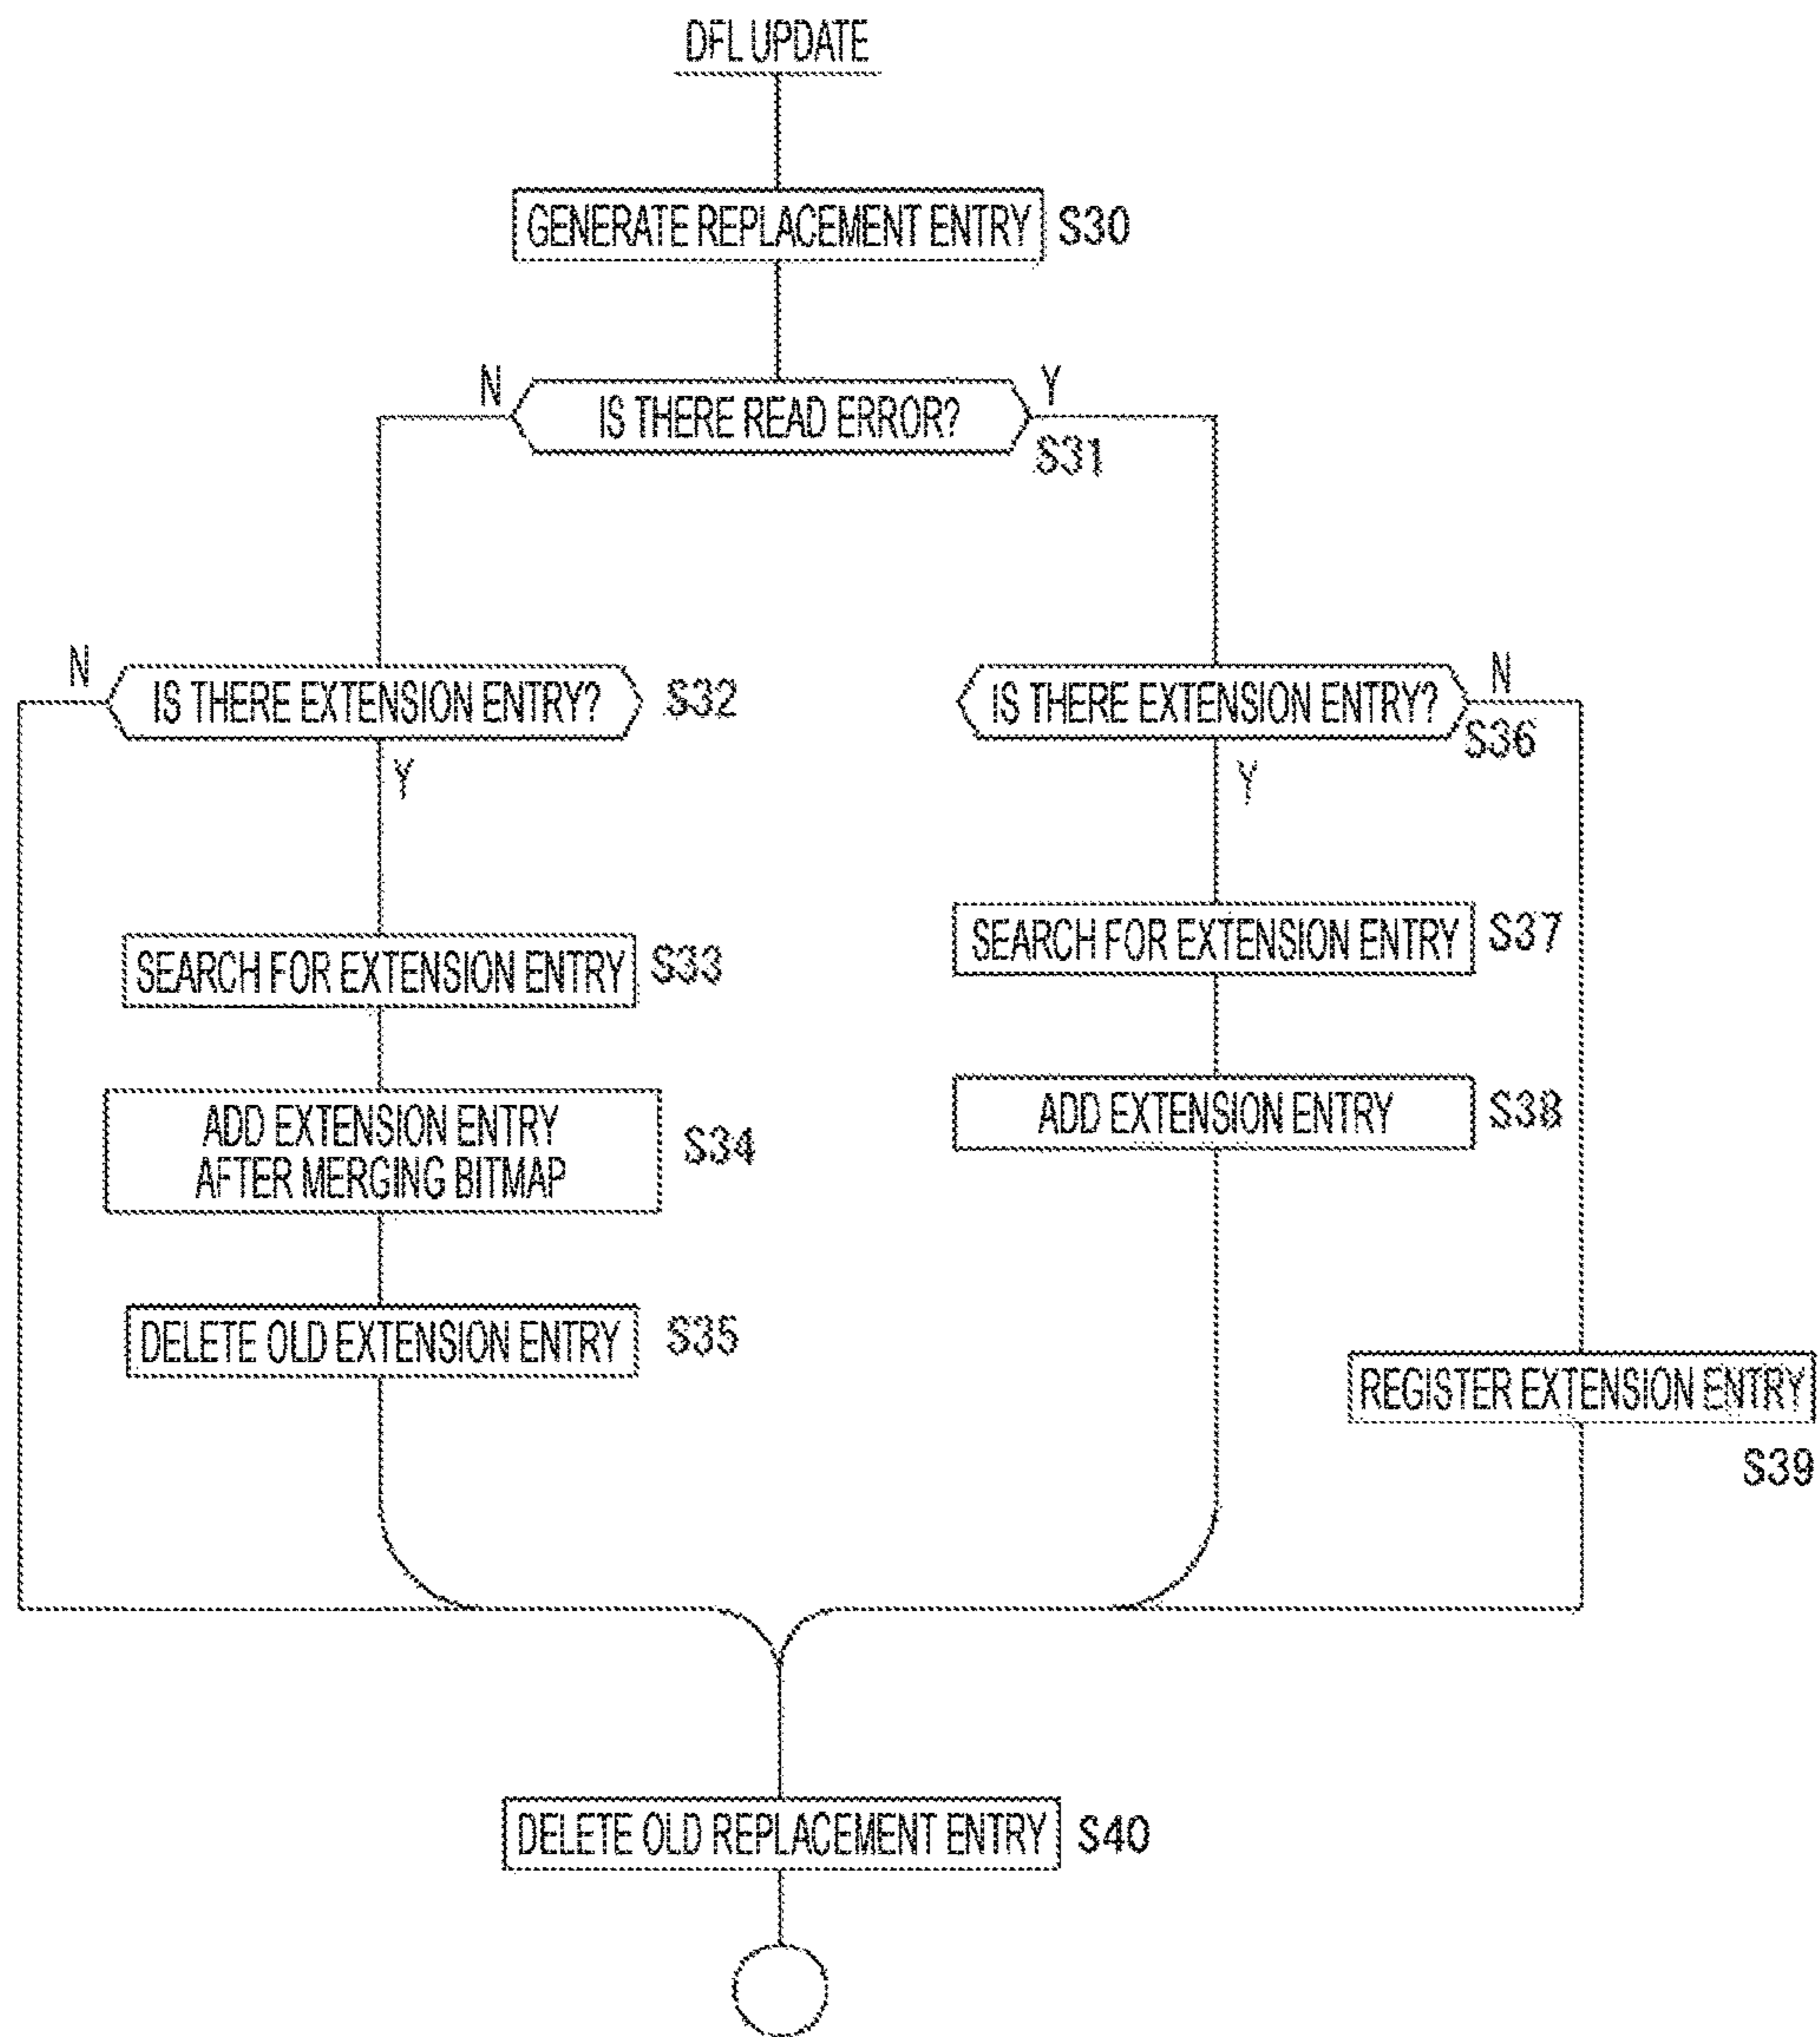 DFL UPDATE
GENERATE REPLACEMENT ENTRY S30
N Y
IS THERE READ ERROR?
S31
N
IS THERE EXTENSION ENTRY? S32
Y
N
IS THERE EXTENSION ENTRY?
S36
Y
SEARCH FOR EXTENSION ENTRY S33
SEARCH FOR EXTENSION ENTRY S37
ADD EXTENSION ENTRY
AFTER MERGING BITMAP
S34
ADD EXTENSION ENTRY S38
DELETE OLD EXTENSION ENTRY S35
REGISTER EXTENSION ENTRY
S39
DELETE OLD REPLACEMENT ENTRY S40